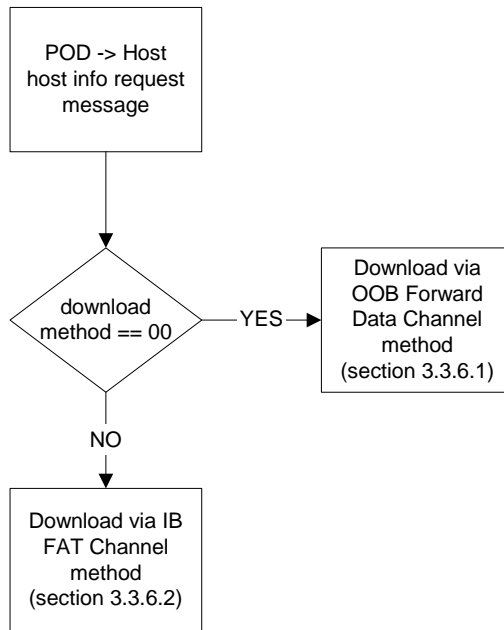 POD -> Host
host info request
message
download
method == 00
YES
Download via
OOB Forward
Data Channel
method
(section 3.3.6.1)
NO
Download via IB
FAT Channel
method
(section 3.3.6.2)